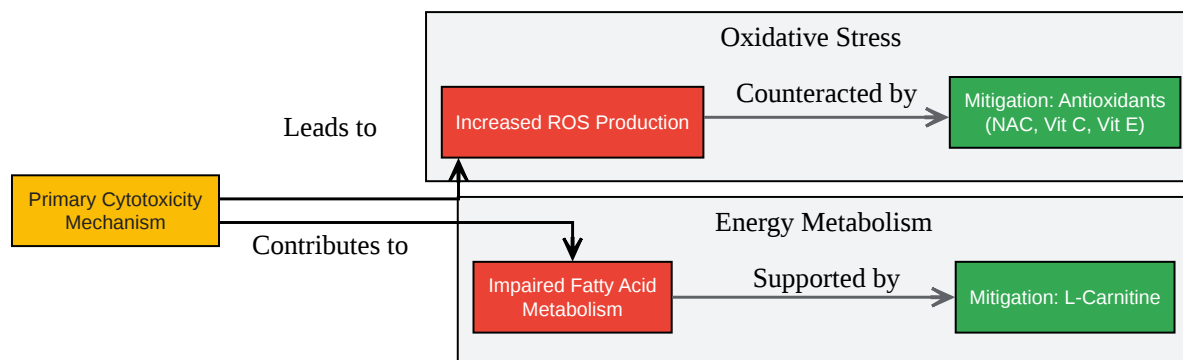 Oxidative Stress
Increased ROS Production
Counteracted by
Mitigation: Antioxidants
(NAC, Vit C, Vit E)
Leads to
Primary Cytotoxicity
Mechanism
Contributes to
Energy Metabolism
Impaired Fatty Acid
Metabolism
Supported by
Mitigation: L-Carnitine